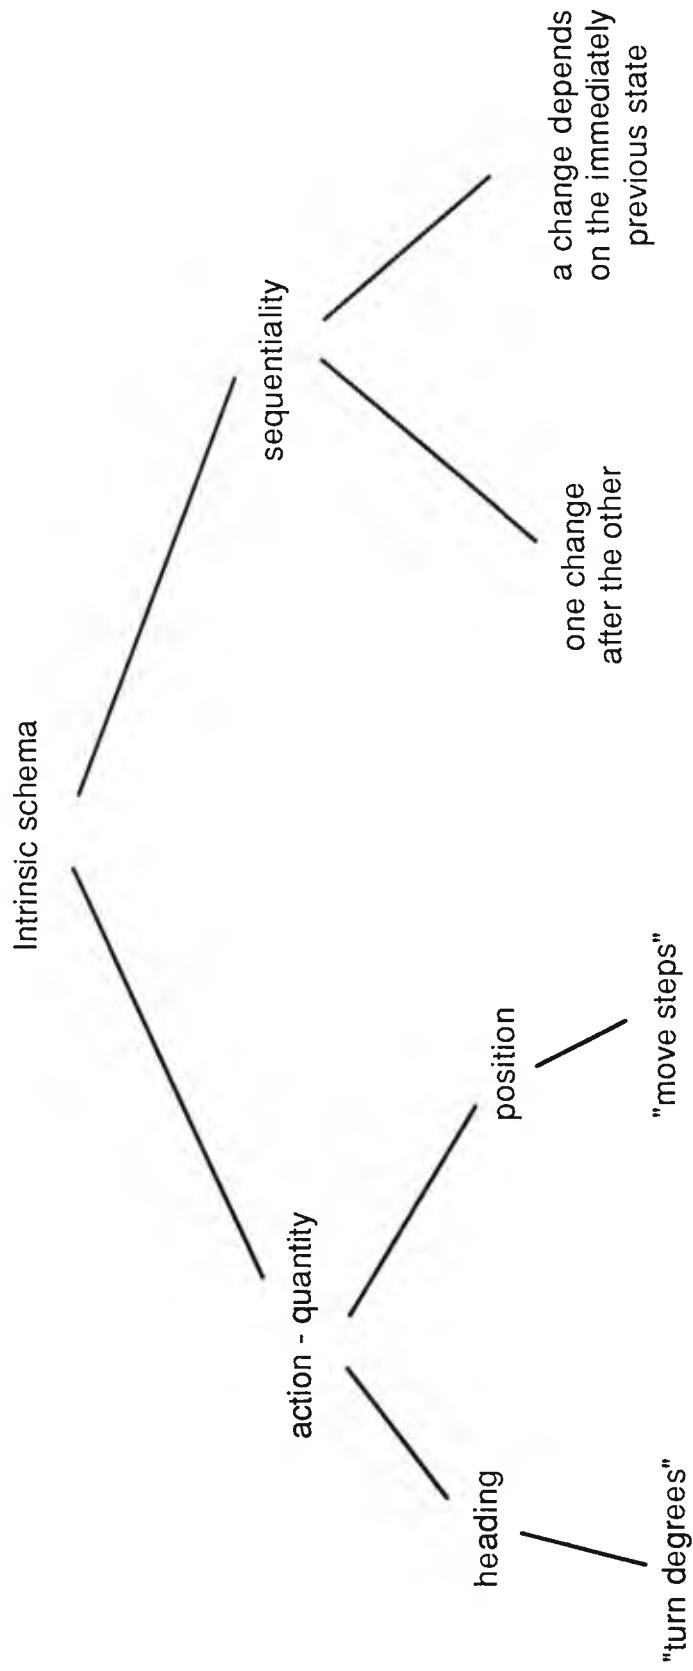 Intrinsic schema
action - quantity
sequentiality
heading
position
one change
after the other
a change depends
on the immediately
previous state
"turn degrees"
"move steps"